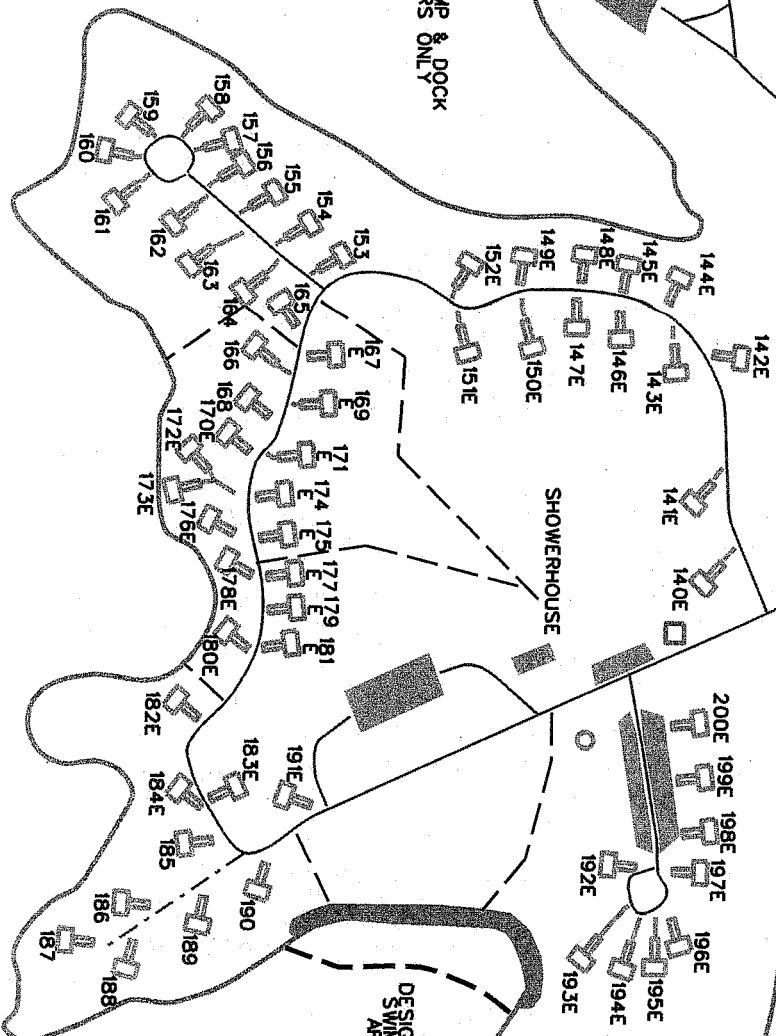 MP & DOCK
RS ONLY
158
159
157
160
156
155
161
154
162
153
163
164
165
166
167
E
168
169
E
170E
171
E
172E
173E
174
E
175
E
176E
177
E
178E
179
E
180E
181
E
182E
183E
184E
185
186
187
188
189
190
191E
152E
149E
148E
145E
144E
142E
151E
150E
147E
146E
143E
141E
140E
SHOWERHOUSE
200E
199E
198E
197E
192E
196E
195E
194E
193E
DESIG
SWIM
AR